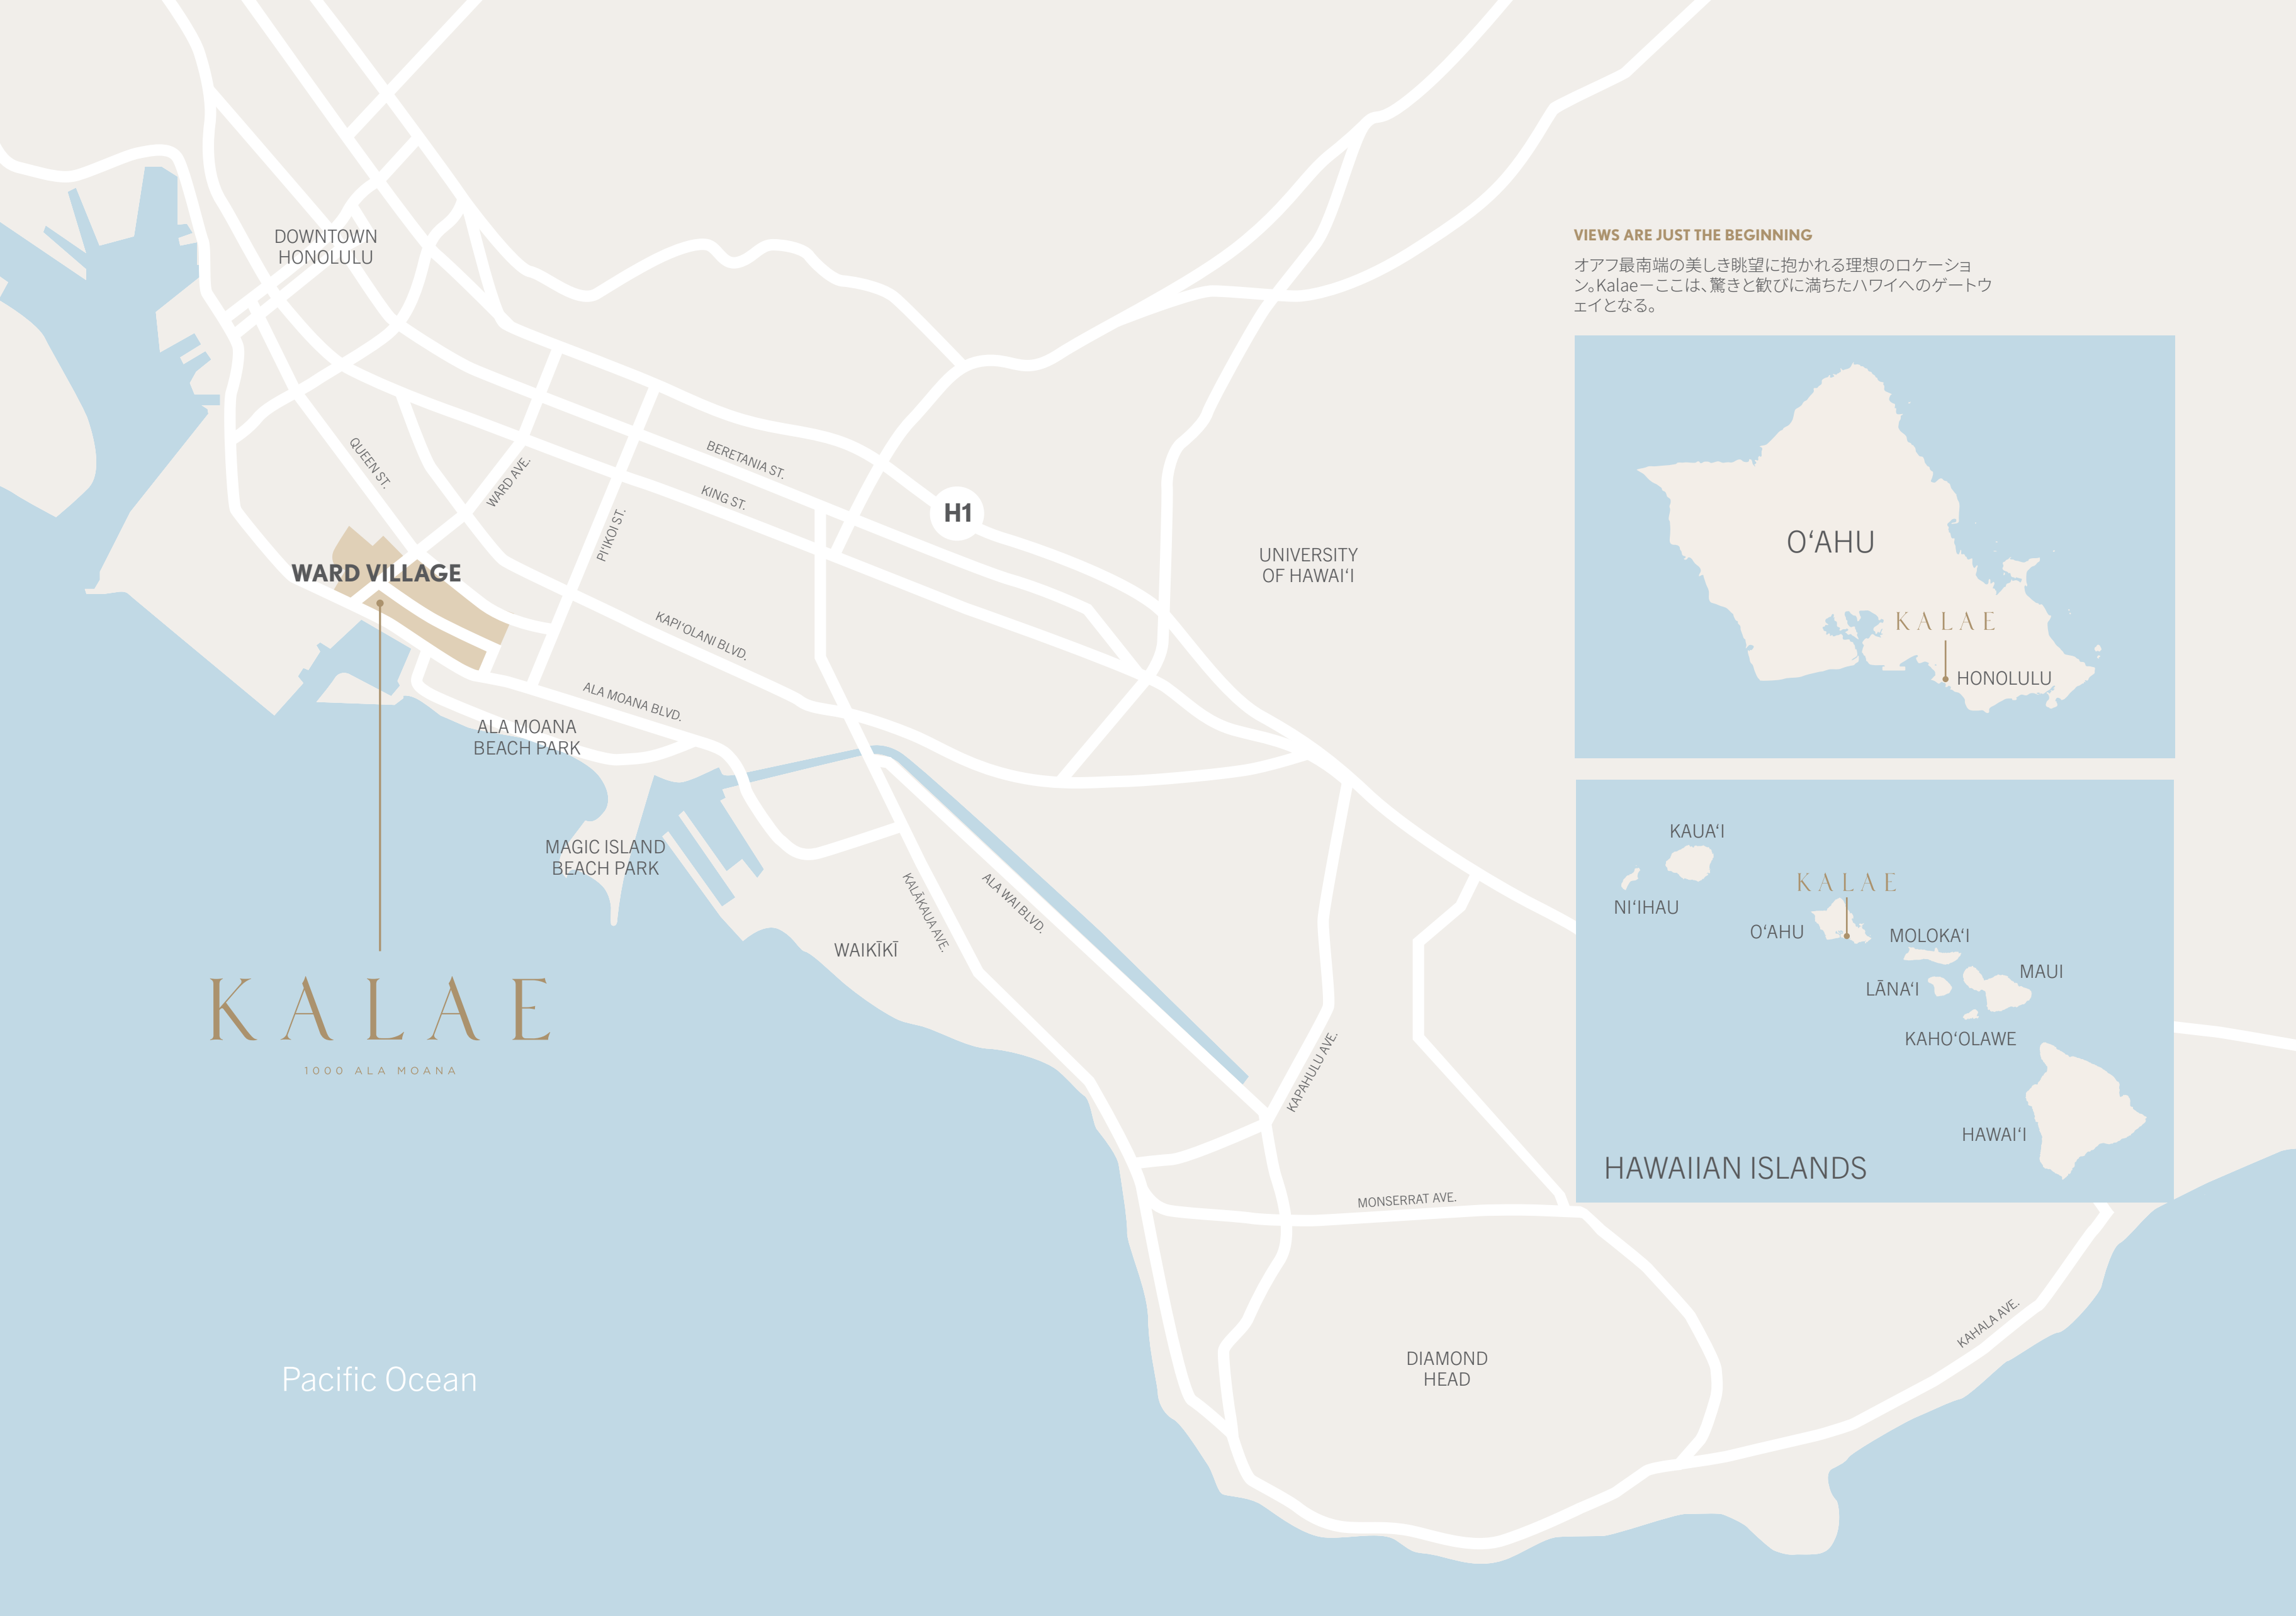 DOWNTOWN
HONOLULU
VIEWS ARE JUST THE BEGINNING
オアフ最南端の美しき眺望に抱かれる理想のロケーショ
ン。Kalaeーここは、驚きと歓びに満ちたハワイへのゲートウ
ェイとなる。
QUEEN ST.
WARD AVE.
PI‘IKOI ST.
BERETANIA ST.
KING ST.
H1
UNIVERSITY
OF HAWAI‘I
WARD VILLAGE
KAPI‘OLANI BLVD.
ALA MOANA BLVD.
ALA MOANA
BEACH PARK
MAGIC ISLAND
BEACH PARK
KALĀKAUA AVE.
ALA WAI BLVD.
WAIKĪKĪ
KAPAHULU AVE.
KALAE
1000 ALA MOANA
MONSERRAT AVE.
DIAMOND
HEAD
KAHALA AVE.
Pacific Ocean
O‘AHU
KALAE
HONOLULU
KAUA‘I
NI‘IHAU
KALAE
O‘AHU
MOLOKA‘I
MAUI
LĀNA‘I
KAHO‘OLAWE
HAWAI‘I
HAWAIIAN ISLANDS